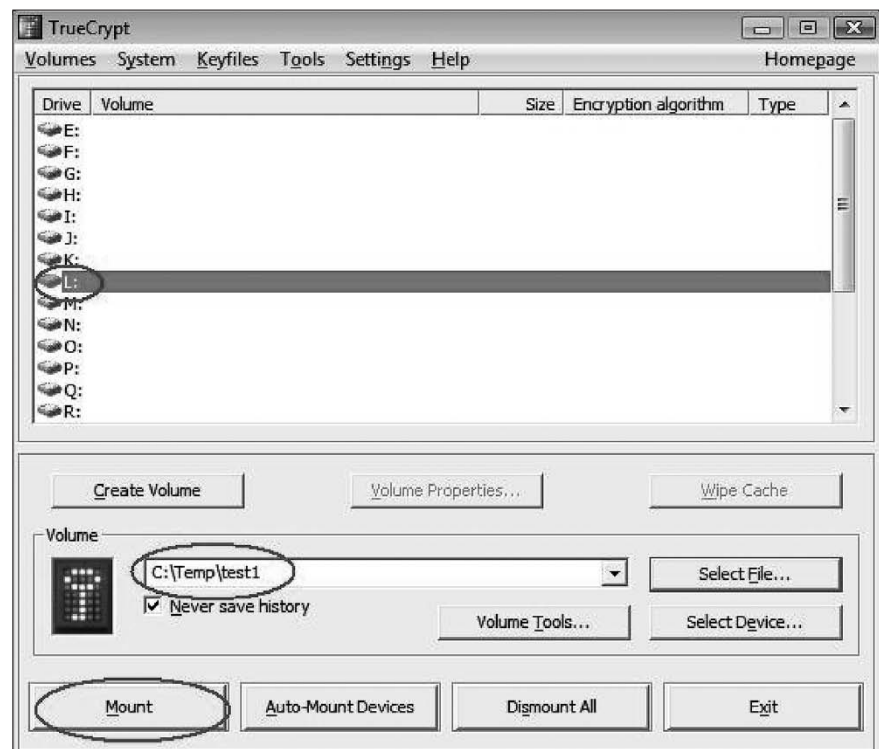 TrueCrypt
Volumes System Keyfiles Tools Settings Help Homepage
Drive Volume Size Encryption algorithm Type
E:
F:
G:
H:
I:
J:
K:
L:
M:
N:
O:
P:
Q:
R:
Create Volume Volume Properties... Wipe Cache
Volume
C:\Temp\test1 Select File...
Never save history
Volume Tools... Select Device...
Mount Auto-Mount Devices Dismount All Exit